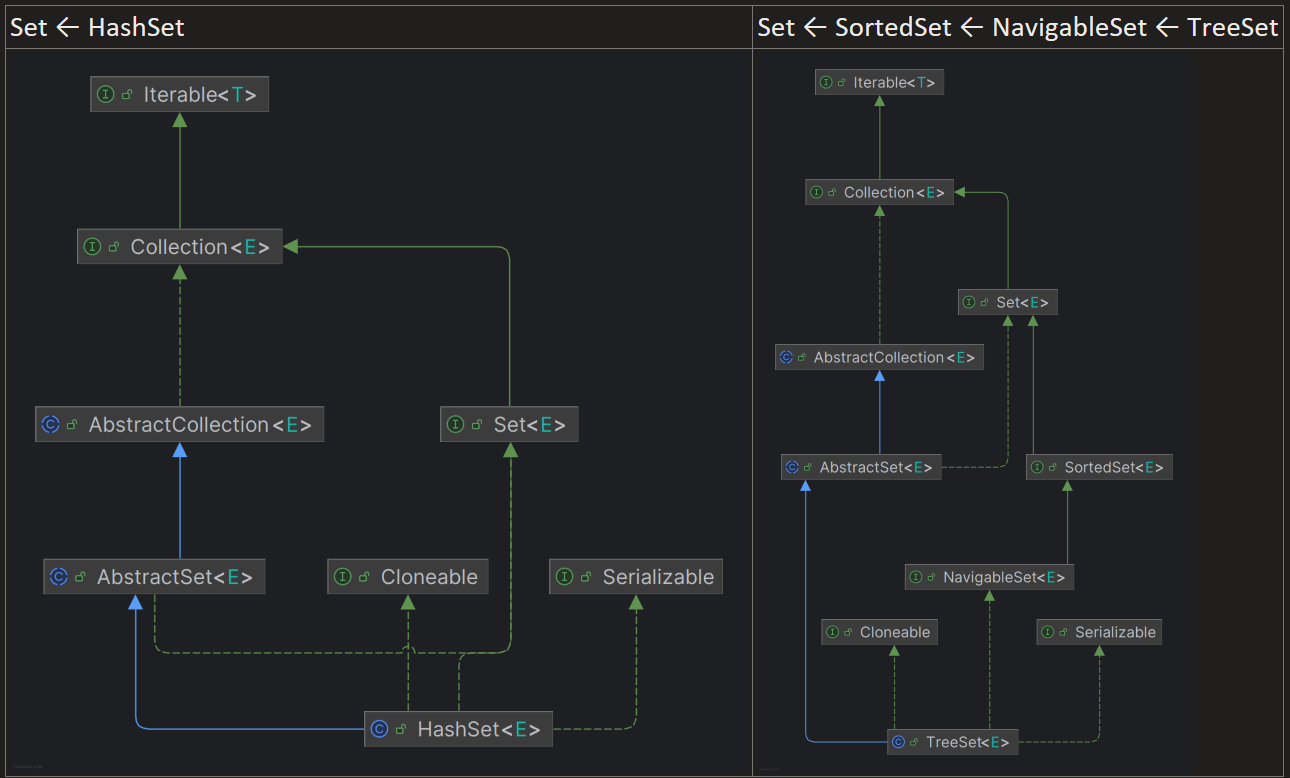 Set ← HashSet
Iterable<T>
Collection<E>
AbstractCollection<E>
Set<E>
AbstractSet<E>
Cloneable
Serializable
HashSet<E>
Set ← SortedSet ← NavigableSet ← TreeSet
Iterable<T>
Collection<E>
Set<E>
AbstractCollection<E>
AbstractSet<E>
SortedSet<E>
NavigableSet<E>
Cloneable
Serializable
TreeSet<E>